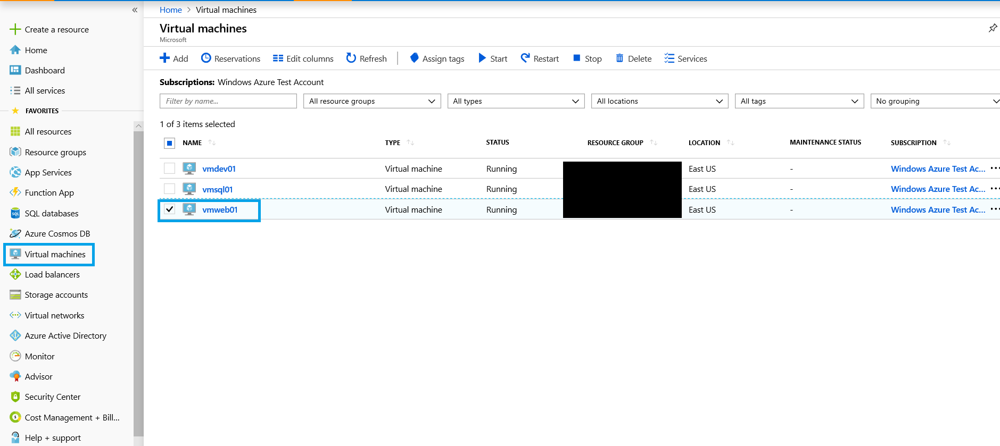 «
Create a resource
Home
Dashboard
All services
FAVORITES
All resources
Resource groups
App Services
Function App
SQL databases
Azure Cosmos DB
Virtual machines
Load balancers
Storage accounts
Virtual networks
Azure Active Directory
Monitor
Advisor
Security Center
Cost Management + Bill...
Help + support
Home > Virtual machines
Virtual machines
Microsoft
Add Reservations Edit columns Refresh Assign tags Start Restart Stop Delete Services
Subscriptions: Windows Azure Test Account
Filter by name... All resource groups All types All locations All tags No grouping
1 of 3 items selected
NAME ↑↓ TYPE ↑↓ STATUS RESOURCE GROUP ↑↓ LOCATION ↑↓ MAINTENANCE STATUS SUBSCRIPTION ↑↓
vmdev01 Virtual machine Running East US - Windows Azure Test Ac... ...
vmsql01 Virtual machine Running East US - Windows Azure Test Ac... ...
vmweb01 Virtual machine Running East US - Windows Azure Test Ac... ...